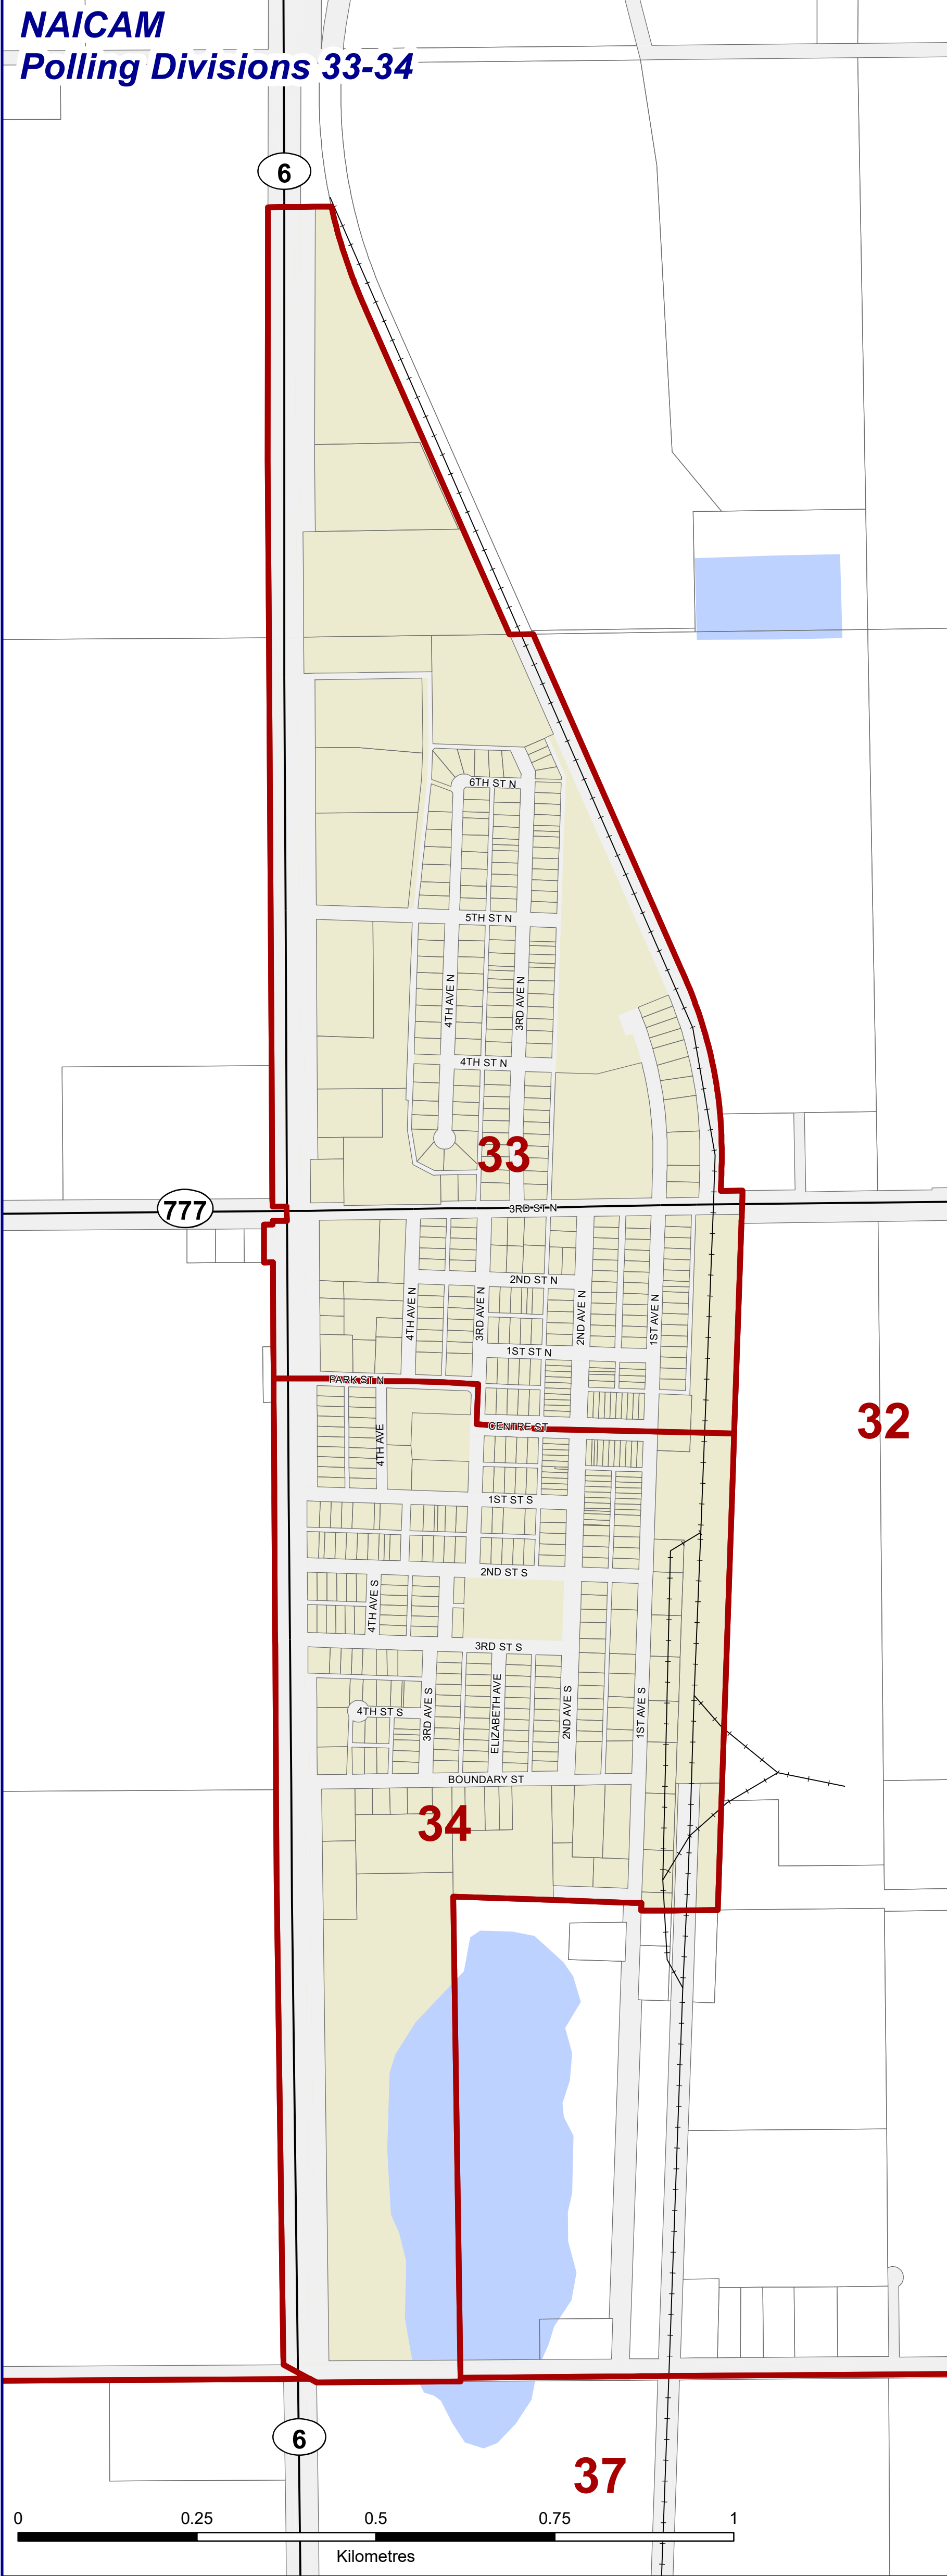 NAICAM
Polling Divisions 33-34
6
6TH ST N
5TH ST N
4TH AVE N
3RD AVE N
4TH ST N
33
777
3RD ST N
2ND ST N
4TH AVE N
3RD AVE N
2ND AVE N
1ST AVE N
1ST ST N
PARK ST N
32
CENTRE ST
4TH AVE
1ST ST S
2ND ST S
4TH AVE S
3RD ST S
3RD AVE S
ELIZABETH AVE
2ND AVE S
1ST AVE S
4TH ST S
BOUNDARY ST
34
6
37
0 0.25 0.5 0.75 1
Kilometres